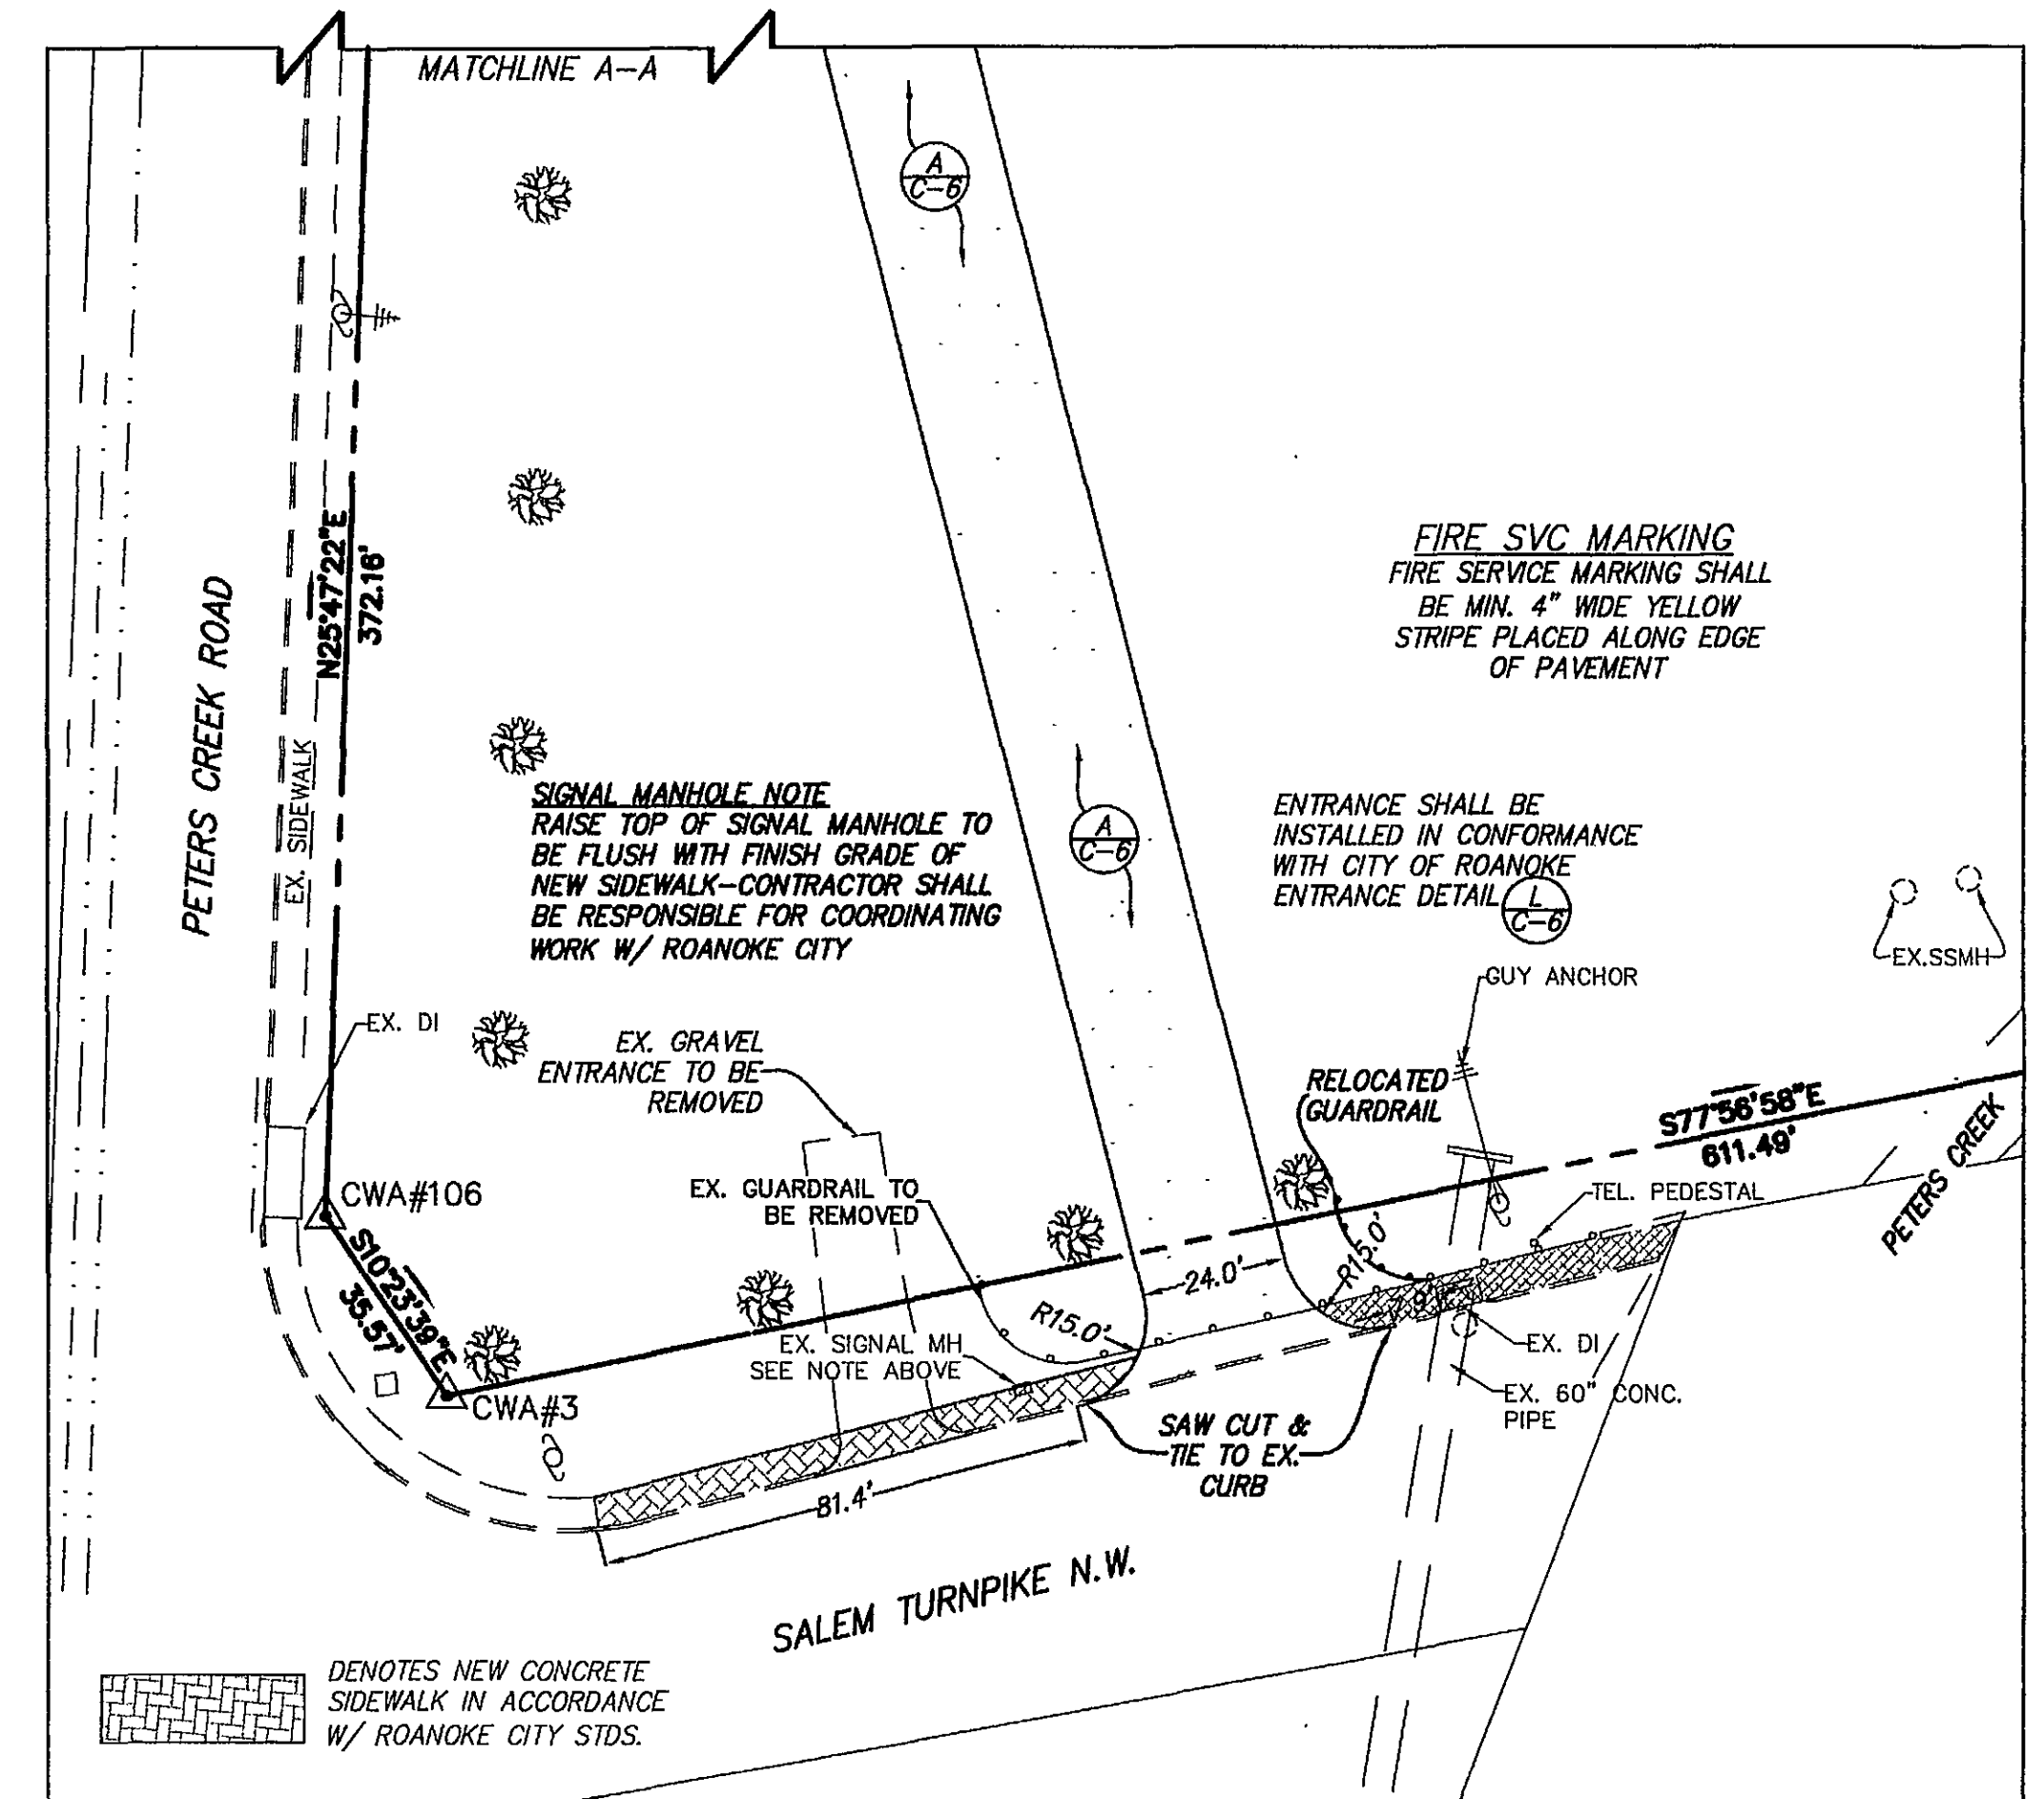 MATCHLINE A-A
A
C-6
N25°47'22"E
372.16'
PETERS CREEK ROAD
EX. SIDEWALK
FIRE SVC MARKING
FIRE SERVICE MARKING SHALL
BE MIN. 4" WIDE YELLOW
STRIPE PLACED ALONG EDGE
OF PAVEMENT
SIGNAL MANHOLE NOTE
RAISE TOP OF SIGNAL MANHOLE TO
BE FLUSH WITH FINISH GRADE OF
NEW SIDEWALK-CONTRACTOR SHALL
BE RESPONSIBLE FOR COORDINATING
WORK W/ ROANOKE CITY
A
C-6
ENTRANCE SHALL BE
INSTALLED IN CONFORMANCE
WITH CITY OF ROANOKE
ENTRANCE DETAIL
L
C-6
EX.SSMH
GUY ANCHOR
EX. DI
EX. GRAVEL
ENTRANCE TO BE
REMOVED
RELOCATED
GUARDRAIL
S77°56'58"E
611.49'
PETERS CREEK
EX. GUARDRAIL TO
BE REMOVED
TEL. PEDESTAL
CWA#106
S10°23'39"E
35.57'
24.0'
R15.0'
R15.0'
EX. SIGNAL MH
SEE NOTE ABOVE
EX. DI
EX. 60" CONC.
PIPE
CWA#3
SAW CUT &
TIE TO EX.
CURB
81.4'
SALEM TURNPIKE N.W.
DENOTES NEW CONCRETE
SIDEWALK IN ACCORDANCE
W/ ROANOKE CITY STDS.